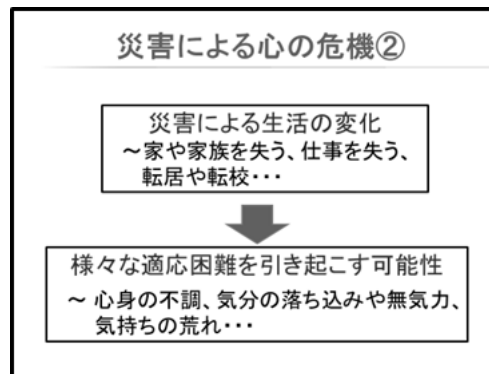 災害による心の危機②
災害による生活の変化
～家や家族を失う、仕事を失う、
転居や転校・・・
様々な適応困難を引き起こす可能性
～ 心身の不調、気分の落ち込みや無気力、
気持ちの荒れ・・・